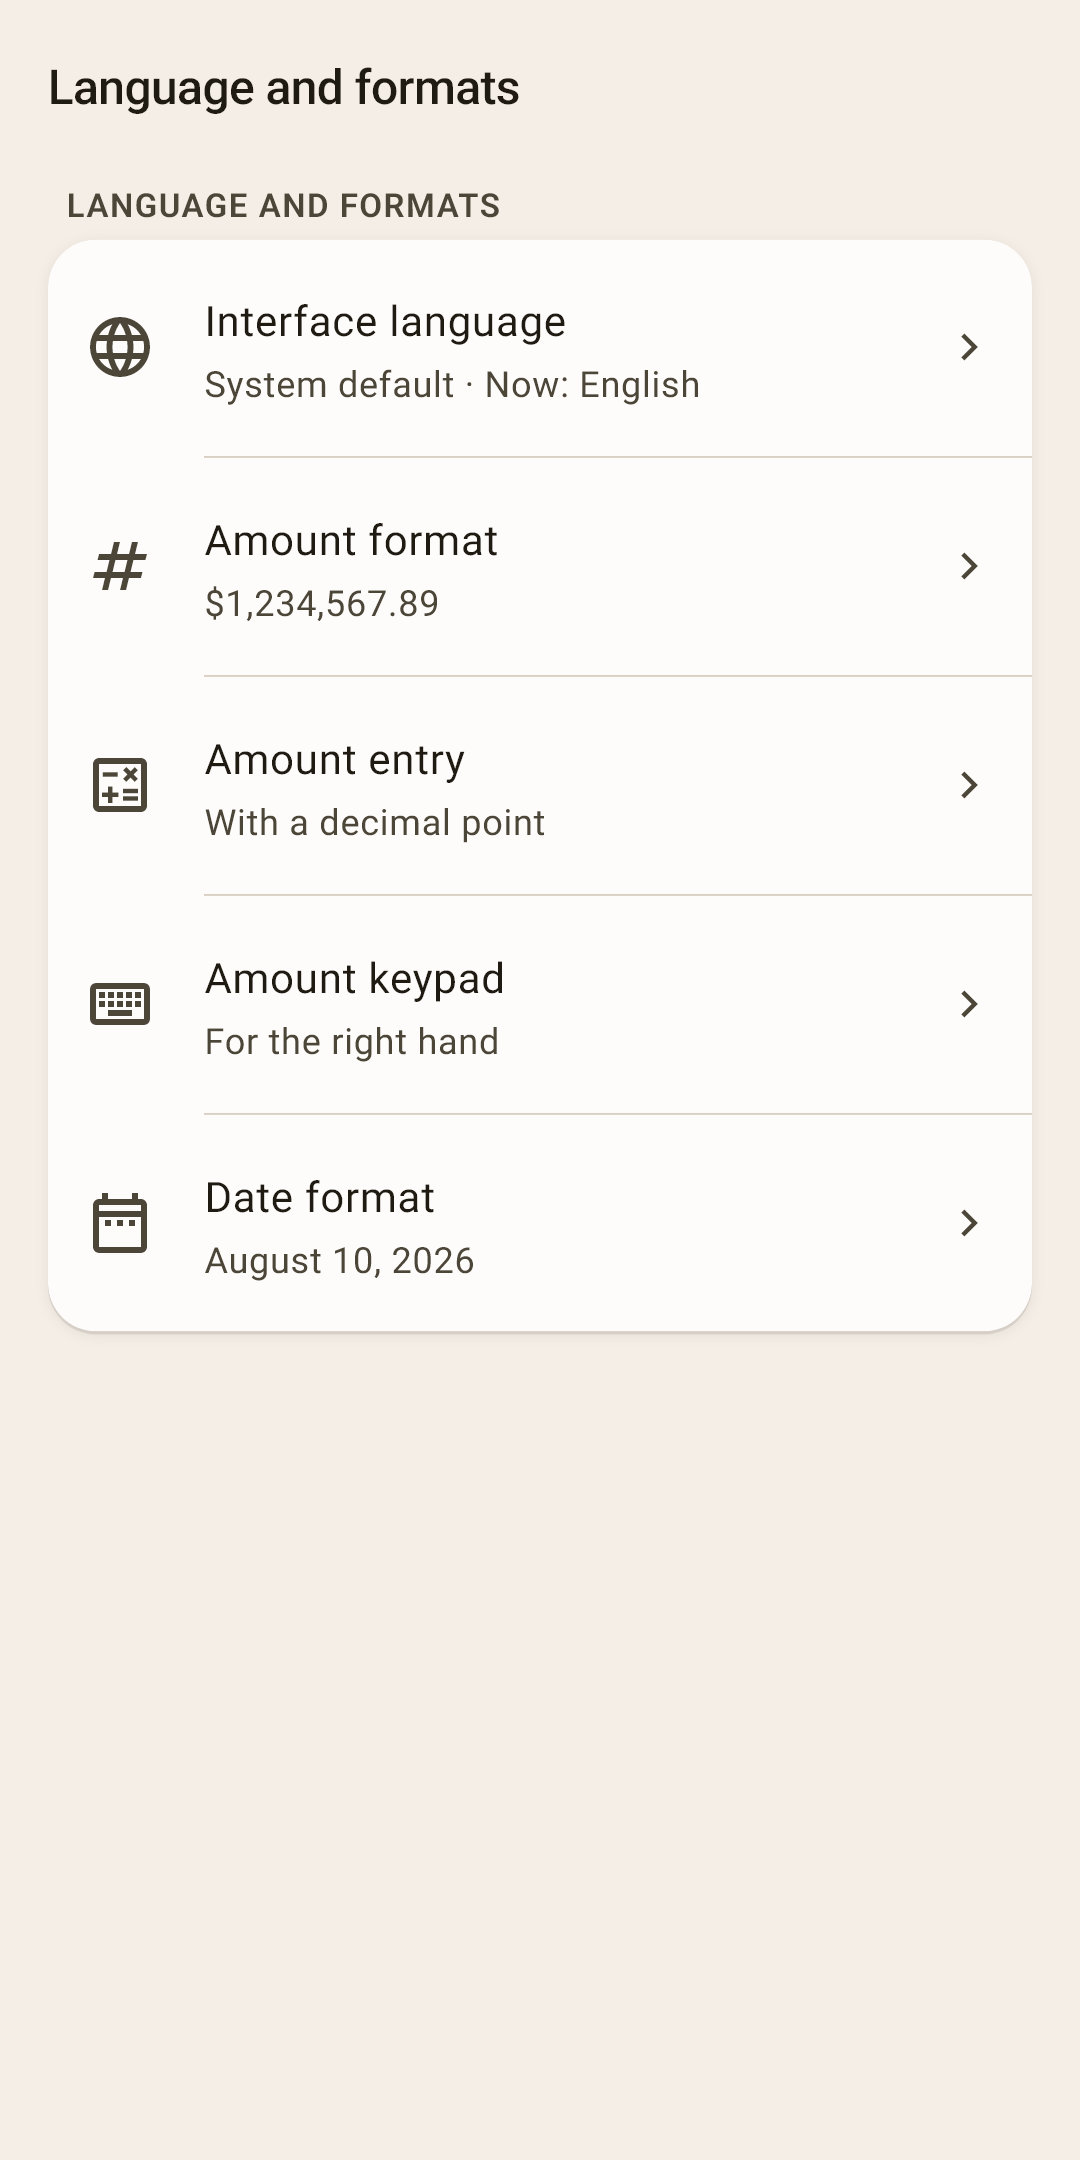 Language and formats
LANGUAGE AND FORMATS
Interface language
System default · Now: English
Amount format
$1,234,567.89
Amount entry
With a decimal point
Amount keypad
For the right hand
Date format
August 10, 2026